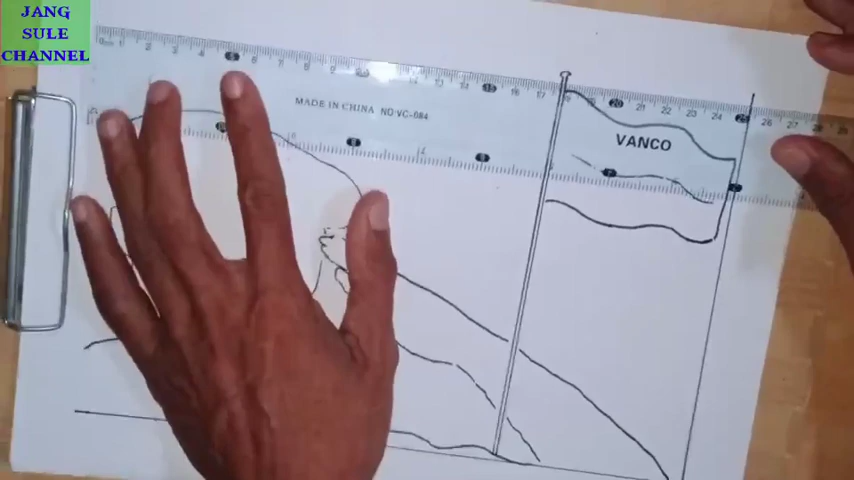 JANG
SULE
CHANNEL
MADE IN CHINA NO:VC-084
VANCO